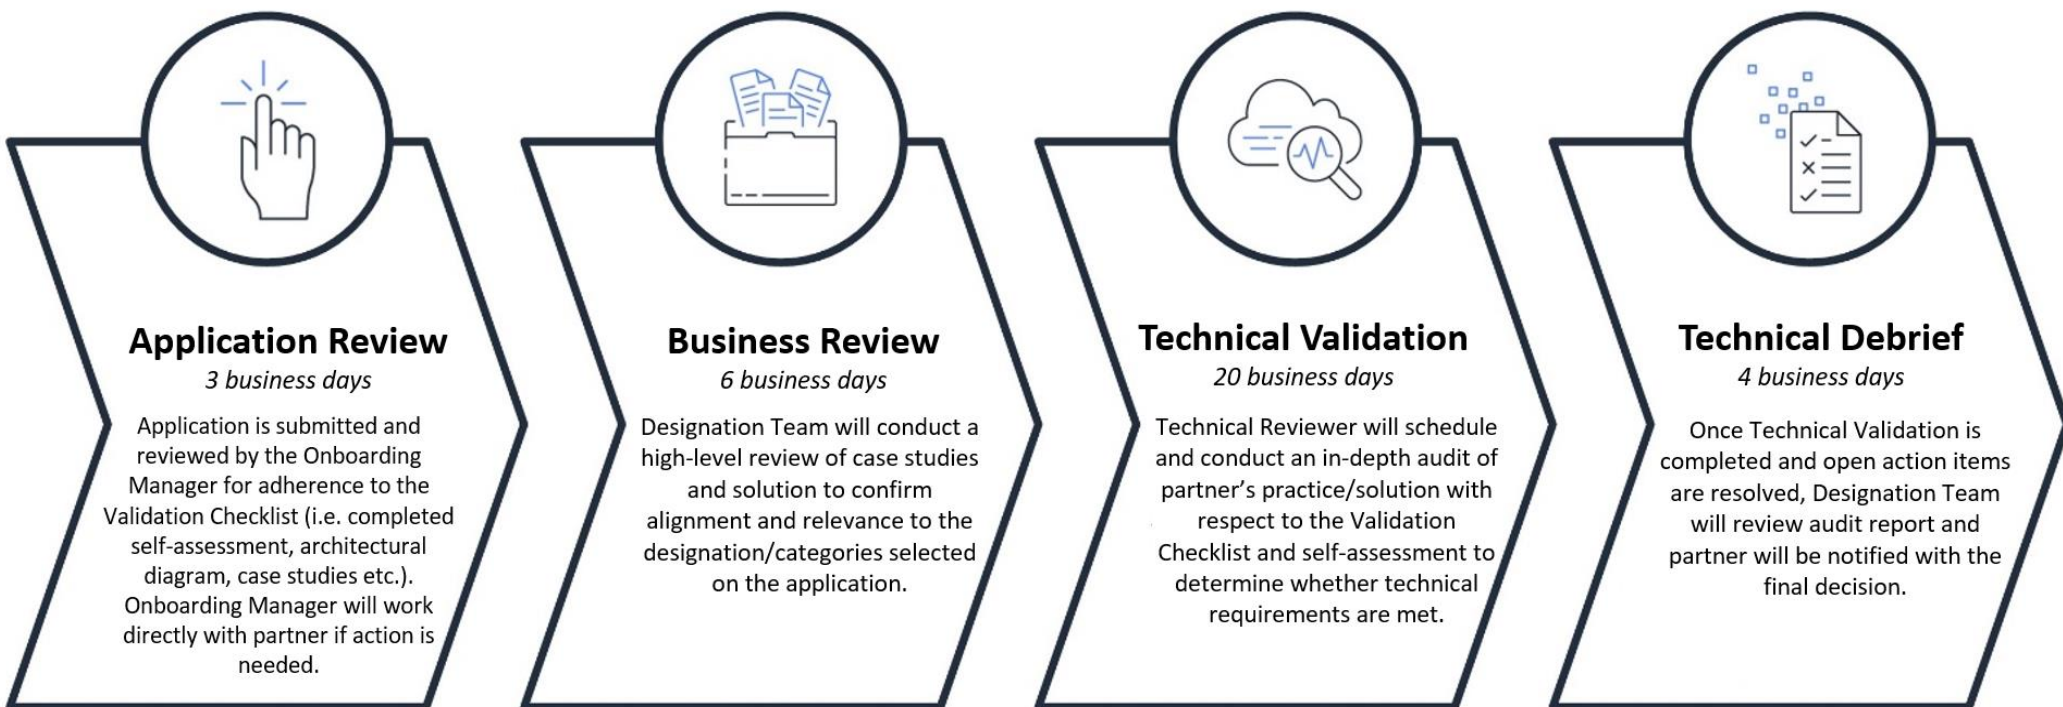 Application Review
3 business days
Application is submitted and
reviewed by the Onboarding
Manager for adherence to the
Validation Checklist (i.e. completed
self-assessment, architectural
diagram, case studies etc.).
Onboarding Manager will work
directly with partner if action is
needed.
Business Review
6 business days
Designation Team will conduct a
high-level review of case studies
and solution to confirm
alignment and relevance to the
designation/categories selected
on the application.
Technical Validation
20 business days
Technical Reviewer will schedule
and conduct an in-depth audit of
partner’s practice/solution with
respect to the Validation
Checklist and self-assessment to
determine whether technical
requirements are met.
Technical Debrief
4 business days
Once Technical Validation is
completed and open action items
are resolved, Designation Team
will review audit report and
partner will be notified with the
final decision.